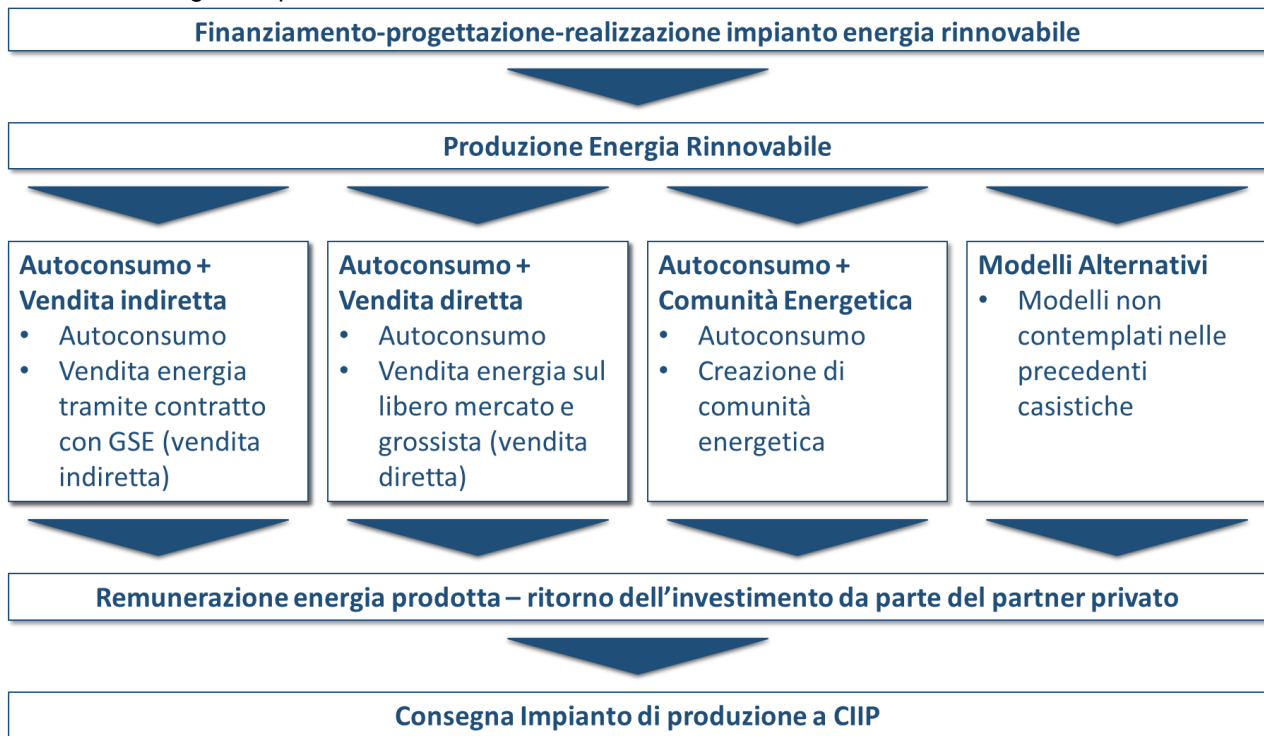 Finanziamento-progettazione-realizzazione impianto energia rinnovabile
Produzione Energia Rinnovabile
Autoconsumo +
Vendita indiretta
• Autoconsumo
• Vendita energia
tramite contratto
con GSE (vendita
indiretta)
Autoconsumo +
Vendita diretta
• Autoconsumo
• Vendita energia sul
libero mercato e
grossista (vendita
diretta)
Autoconsumo +
Comunità Energetica
• Autoconsumo
• Creazione di
comunità
energetica
Modelli Alternativi
• Modelli non
contemplati nelle
precedenti
casistiche
Remunerazione energia prodotta – ritorno dell’investimento da parte del partner privato
Consegna Impianto di produzione a CIIP